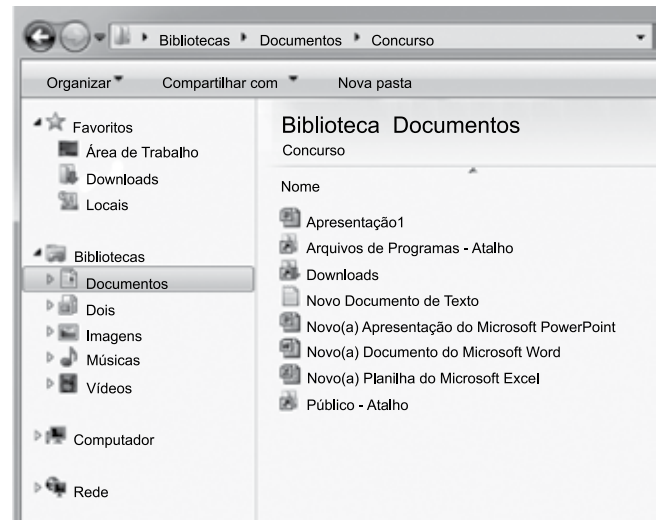 Bibliotecas Documentos Concurso
Organizar Compartilhar com Nova pasta
Favoritos
Área de Trabalho
Downloads
Locais
Bibliotecas
Documentos
Dois
Imagens
Músicas
Vídeos
Computador
Rede
Biblioteca Documentos
Concurso
Nome
Apresentação1
Arquivos de Programas - Atalho
Downloads
Novo Documento de Texto
Novo(a) Apresentação do Microsoft PowerPoint
Novo(a) Documento do Microsoft Word
Novo(a) Planilha do Microsoft Excel
Público - Atalho